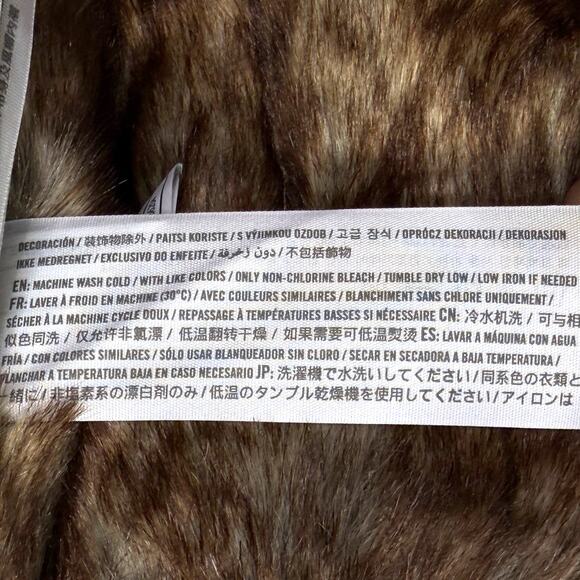 DECORACIÓN / 装飾物除外 / PAITSI KORISTE / S VÝJIMKOU OZDOB / 고급 장식 / OPRÓCZ DEKORACJI / DEKORASJON
IKKE MEDREGNET / EXCLUSIVO DO ENFEITE / دون زخرفة / 不包括飾物
EN: MACHINE WASH COLD / WITH LIKE COLORS / ONLY NON-CHLORINE BLEACH / TUMBLE DRY LOW / LOW IRON IF NEEDED
FR: LAVER À FROID EN MACHINE (30°C) / AVEC COULEURS SIMILAIRES / BLANCHIMENT SANS CHLORE UNIQUEMENT /
SÉCHER À LA MACHINE CYCLE DOUX / REPASSAGE À TEMPÉRATURES BASSES SI NÉCESSAIRE CN: 冷水机洗 / 可与相
似色同洗 / 仅允许非氯漂 / 低温翻转干燥 / 如果需要可低温熨烫 ES: LAVAR A MÁQUINA CON AGUA
FRÍA / CON COLORES SIMILARES / SÓLO USAR BLANQUEADOR SIN CLORO / SECAR EN SECADORA A BAJA TEMPERATURA /
PLANCHAR A TEMPERATURA BAJA EN CASO NECESARIO JP: 洗濯機で水洗いしてください / 同系色の衣類と
一緒に / 非塩素系の漂白剤のみ / 低温のタンブル乾燥機を使用してください / アイロンは